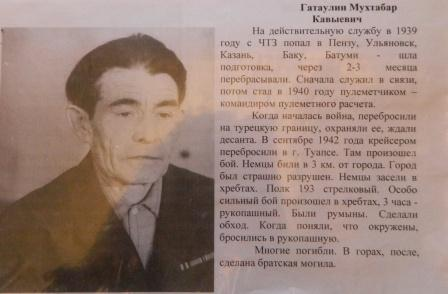 Гатаулин Мухтабар
Кавыевич
На действительную службу в 1939
году с ЧТЗ попал в Пензу, Ульяновск,
Казань, Баку, Батуми - шла
подготовка, через 2-3 месяца
перебрасывали. Сначала служил в связи,
потом стал в 1940 году пулеметчиком –
командиром пулеметного расчета.
Когда началась война, перебросили
на турецкую границу, охраняли ее, ждали
десанта. В сентябре 1942 году крейсером
перебросили в г. Туапсе. Там произошел
бой. Немцы били в 3 км. от города. Город
был страшно разрушен. Немцы засели в
хребтах. Полк 193 стрелковый. Особо
сильный бой произошел в хребтах, 3 часа -
рукопашный. Были румыны. Сделали
обход. Когда поняли, что окружены,
бросились в рукопашную.
Многие погибли. В горах, после,
сделана братская могила.